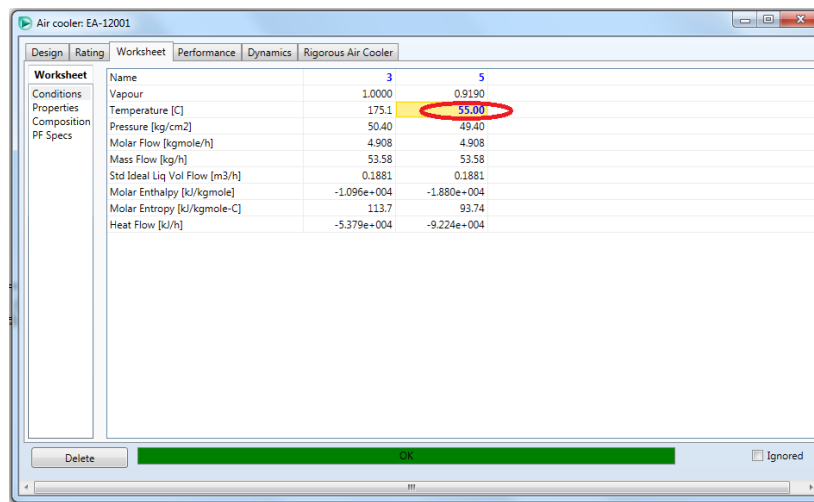 Air cooler: EA-12001
Design Rating Worksheet Performance Dynamics Rigorous Air Cooler
Worksheet
Conditions
Properties
Composition
PF Specs
Name 3 5
Vapour 1.0000 0.9190
Temperature [C] 175.1 55.00
Pressure [kg/cm2] 50.40 49.40
Molar Flow [kgmole/h] 4.908 4.908
Mass Flow [kg/h] 53.58 53.58
Std Ideal Liq Vol Flow [m3/h] 0.1881 0.1881
Molar Enthalpy [kJ/kgmole] -1.096e+004 -1.880e+004
Molar Entropy [kJ/kgmole-C] 113.7 93.74
Heat Flow [kJ/h] -5.379e+004 -9.224e+004
Delete OK Ignored